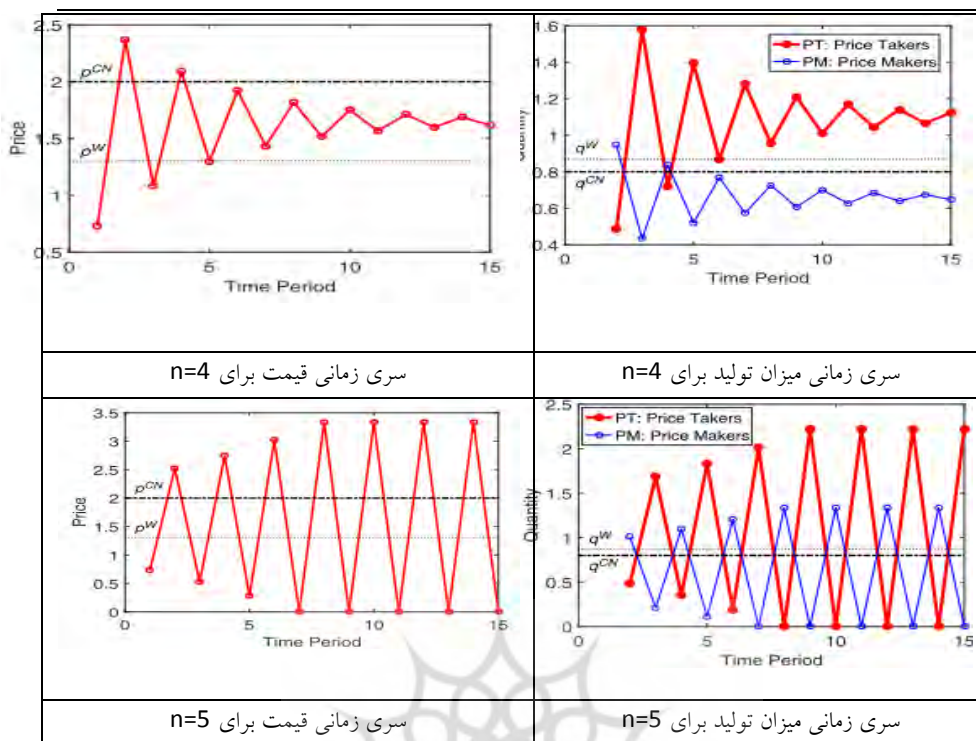 2.5
2
1.5
1
0.5
p^CN
p^W
Price
0 5 10 15
Time Period
1.6
1.4
1.2
1
0.8
0.6
0.4
PT: Price Takers
PM: Price Makers
q^W
q^CN
Quantity
0 5 10 15
Time Period
سری زمانی میزان تولید برای n=4
سری زمانی قیمت برای n=4
3.5
3
2.5
2
1.5
1
0.5
0
p^CN
p^W
Price
0 5 10 15
Time Period
2.5
2
1.5
1
0.5
0
PT: Price Takers
PM: Price Makers
q^W
q^CN
Quantity
0 5 10 15
Time Period
سری زمانی میزان تولید برای n=5
سری زمانی قیمت برای n=5